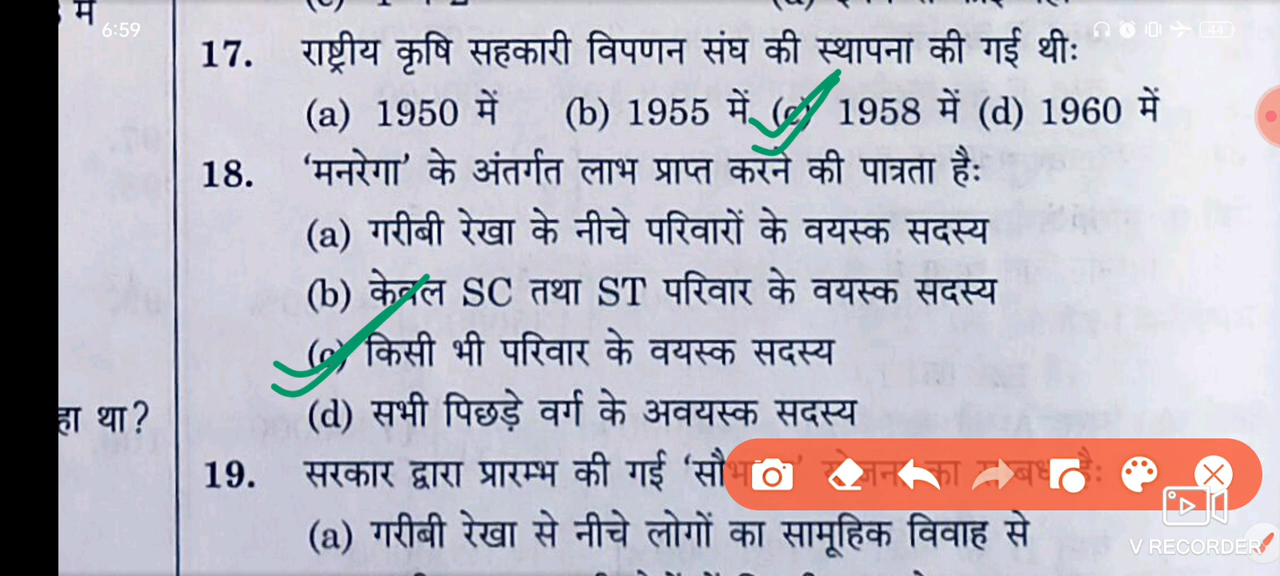 में
6:59
44
17. राष्ट्रीय कृषि सहकारी विपणन संघ की स्थापना की गई थीः
(a) 1950 में (b) 1955 में (c) 1958 में (d) 1960 में
18. 'मनरेगा' के अंतर्गत लाभ प्राप्त करने की पात्रता हैः
(a) गरीबी रेखा के नीचे परिवारों के वयस्क सदस्य
(b) केवल SC तथा ST परिवार के वयस्क सदस्य
(c) किसी भी परिवार के वयस्क सदस्य
(d) सभी पिछड़े वर्ग के अवयस्क सदस्य
हा था?
19. सरकार द्वारा प्रारम्भ की गई
(a) गरीबी रेखा से नीचे लोगों का सामूहिक विवाह से
V RECORDER